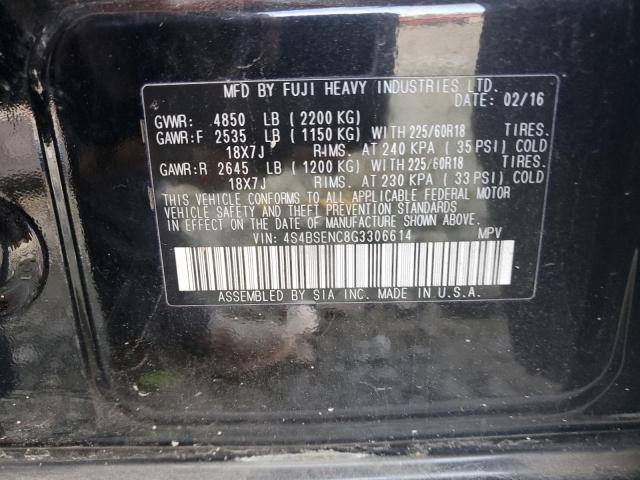 MFD BY FUJI HEAVY INDUSTRIES LTD.
DATE: 02/16
GVWR: 4850 LB (2200 KG)
GAWR:F 2535 LB (1150 KG) WITH 225/60R18 TIRES.
18X7J RIMS. AT 240 KPA (35 PSI) COLD
GAWR:R 2645 LB (1200 KG) WITH 225/60R18 TIRES.
18X7J RIMS. AT 230 KPA (33 PSI) COLD
THIS VEHICLE CONFORMS TO ALL APPLICABLE FEDERAL MOTOR
VEHICLE SAFETY AND THEFT PREVENTION STANDARDS
IN EFFECT ON THE DATE OF MANUFACTURE SHOWN ABOVE.
VIN: 4S4BSENC8G3306614 MPV
ASSEMBLED BY SIA INC. MADE IN U.S.A.